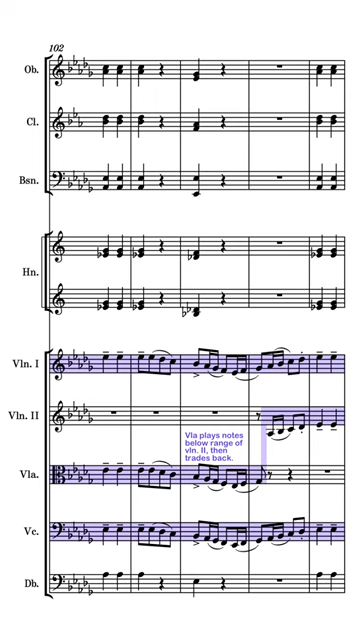 102
Ob.
Cl.
Bsn.
Hn.
Vln. I
Vln. II
Vla plays notes
below range of
vln. II, then
trades back.
Vla.
Vc.
Db.